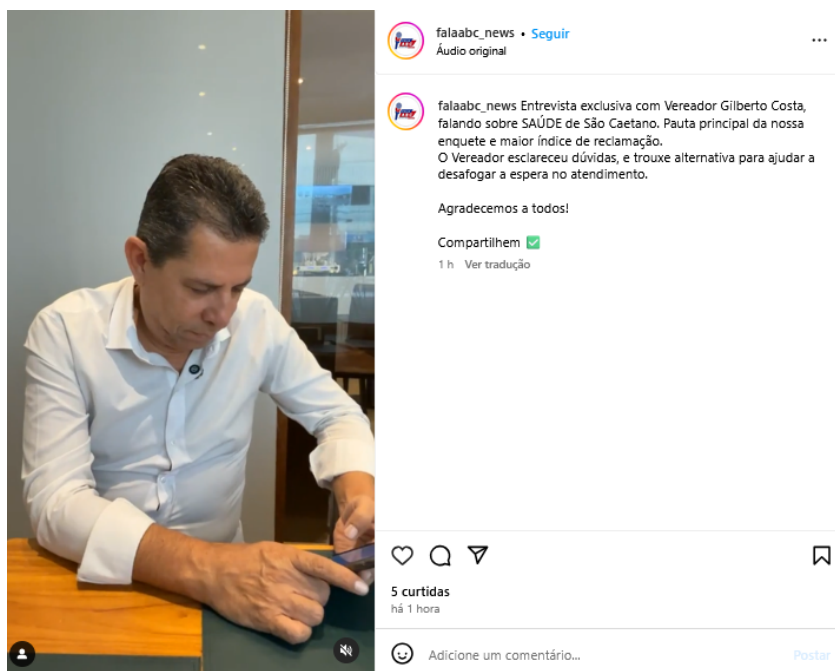 falaabc_news • Seguir
Áudio original
falaabc_news Entrevista exclusiva com Vereador Gilberto Costa,
falando sobre SAÚDE de São Caetano. Pauta principal da nossa
enquete e maior índice de reclamação.
O Vereador esclareceu dúvidas, e trouxe alternativa para ajudar a
desafogar a espera no atendimento.
Agradecemos a todos!
Compartilhem ✅
1 h Ver tradução
5 curtidas
há 1 hora
Adicione um comentário...
Postar